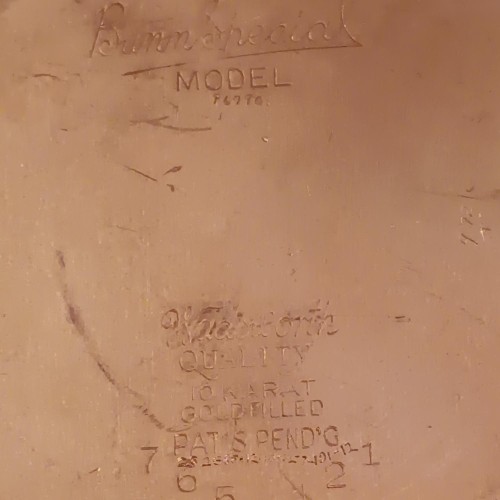 Bunn Special
MODEL
Wadsworth
QUALITY
10 KARAT
GOLD FILLED
PAT'S PEND'G
7 1
6 2
5